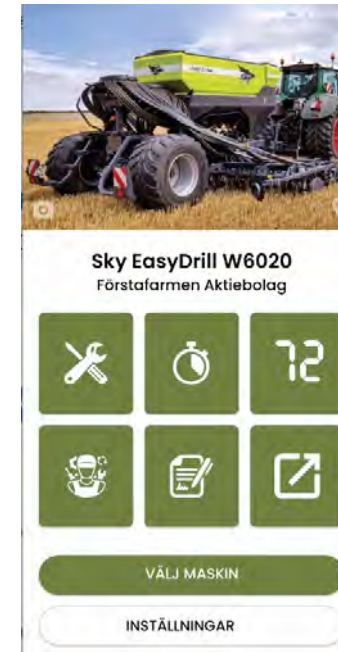 Sky EasyDrill W6020
Förstafarmen Aktiebolag
72
VÄLJ MASKIN
INSTÄLLNINGAR